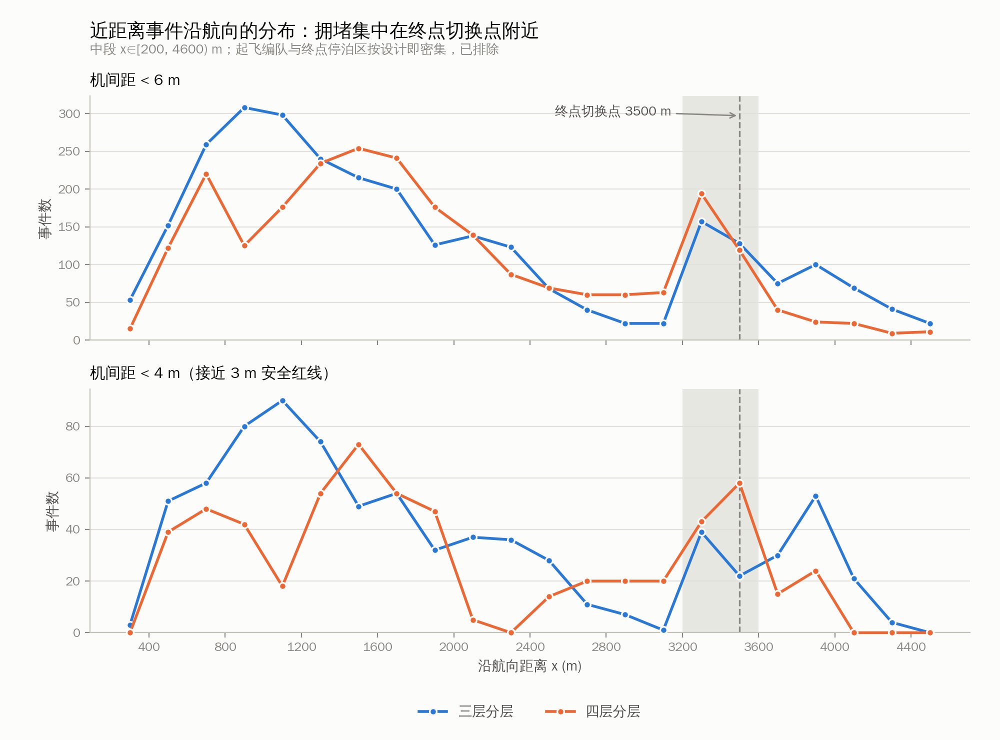 近距离事件沿航向的分布：拥堵集中在终点切换点附近
中段 x∈[200, 4600) m；起飞编队与终点停泊区按设计即密集，已排除
机间距 < 6 m
终点切换点 3500 m
300
250
200
150
100
50
0
事件数
机间距 < 4 m（接近 3 m 安全红线）
80
60
40
20
0
事件数
400 800 1200 1600 2000 2400 2800 3200 3600 4000 4400
沿航向距离 x (m)
三层分层 四层分层